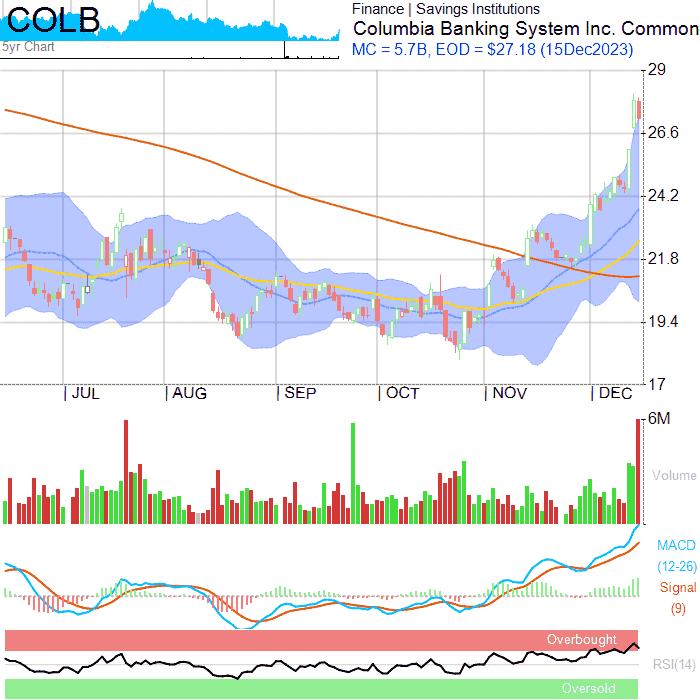 COLB
5yr Chart
Finance | Savings Institutions
Columbia Banking System Inc. Common
MC = 5.7B, EOD = $27.18 (15Dec2023)
29
26.6
24.2
21.8
19.4
17
JUL AUG SEP OCT NOV DEC
6M
Volume
MACD
(12-26)
Signal
(9)
Overbought
RSI(14)
Oversold